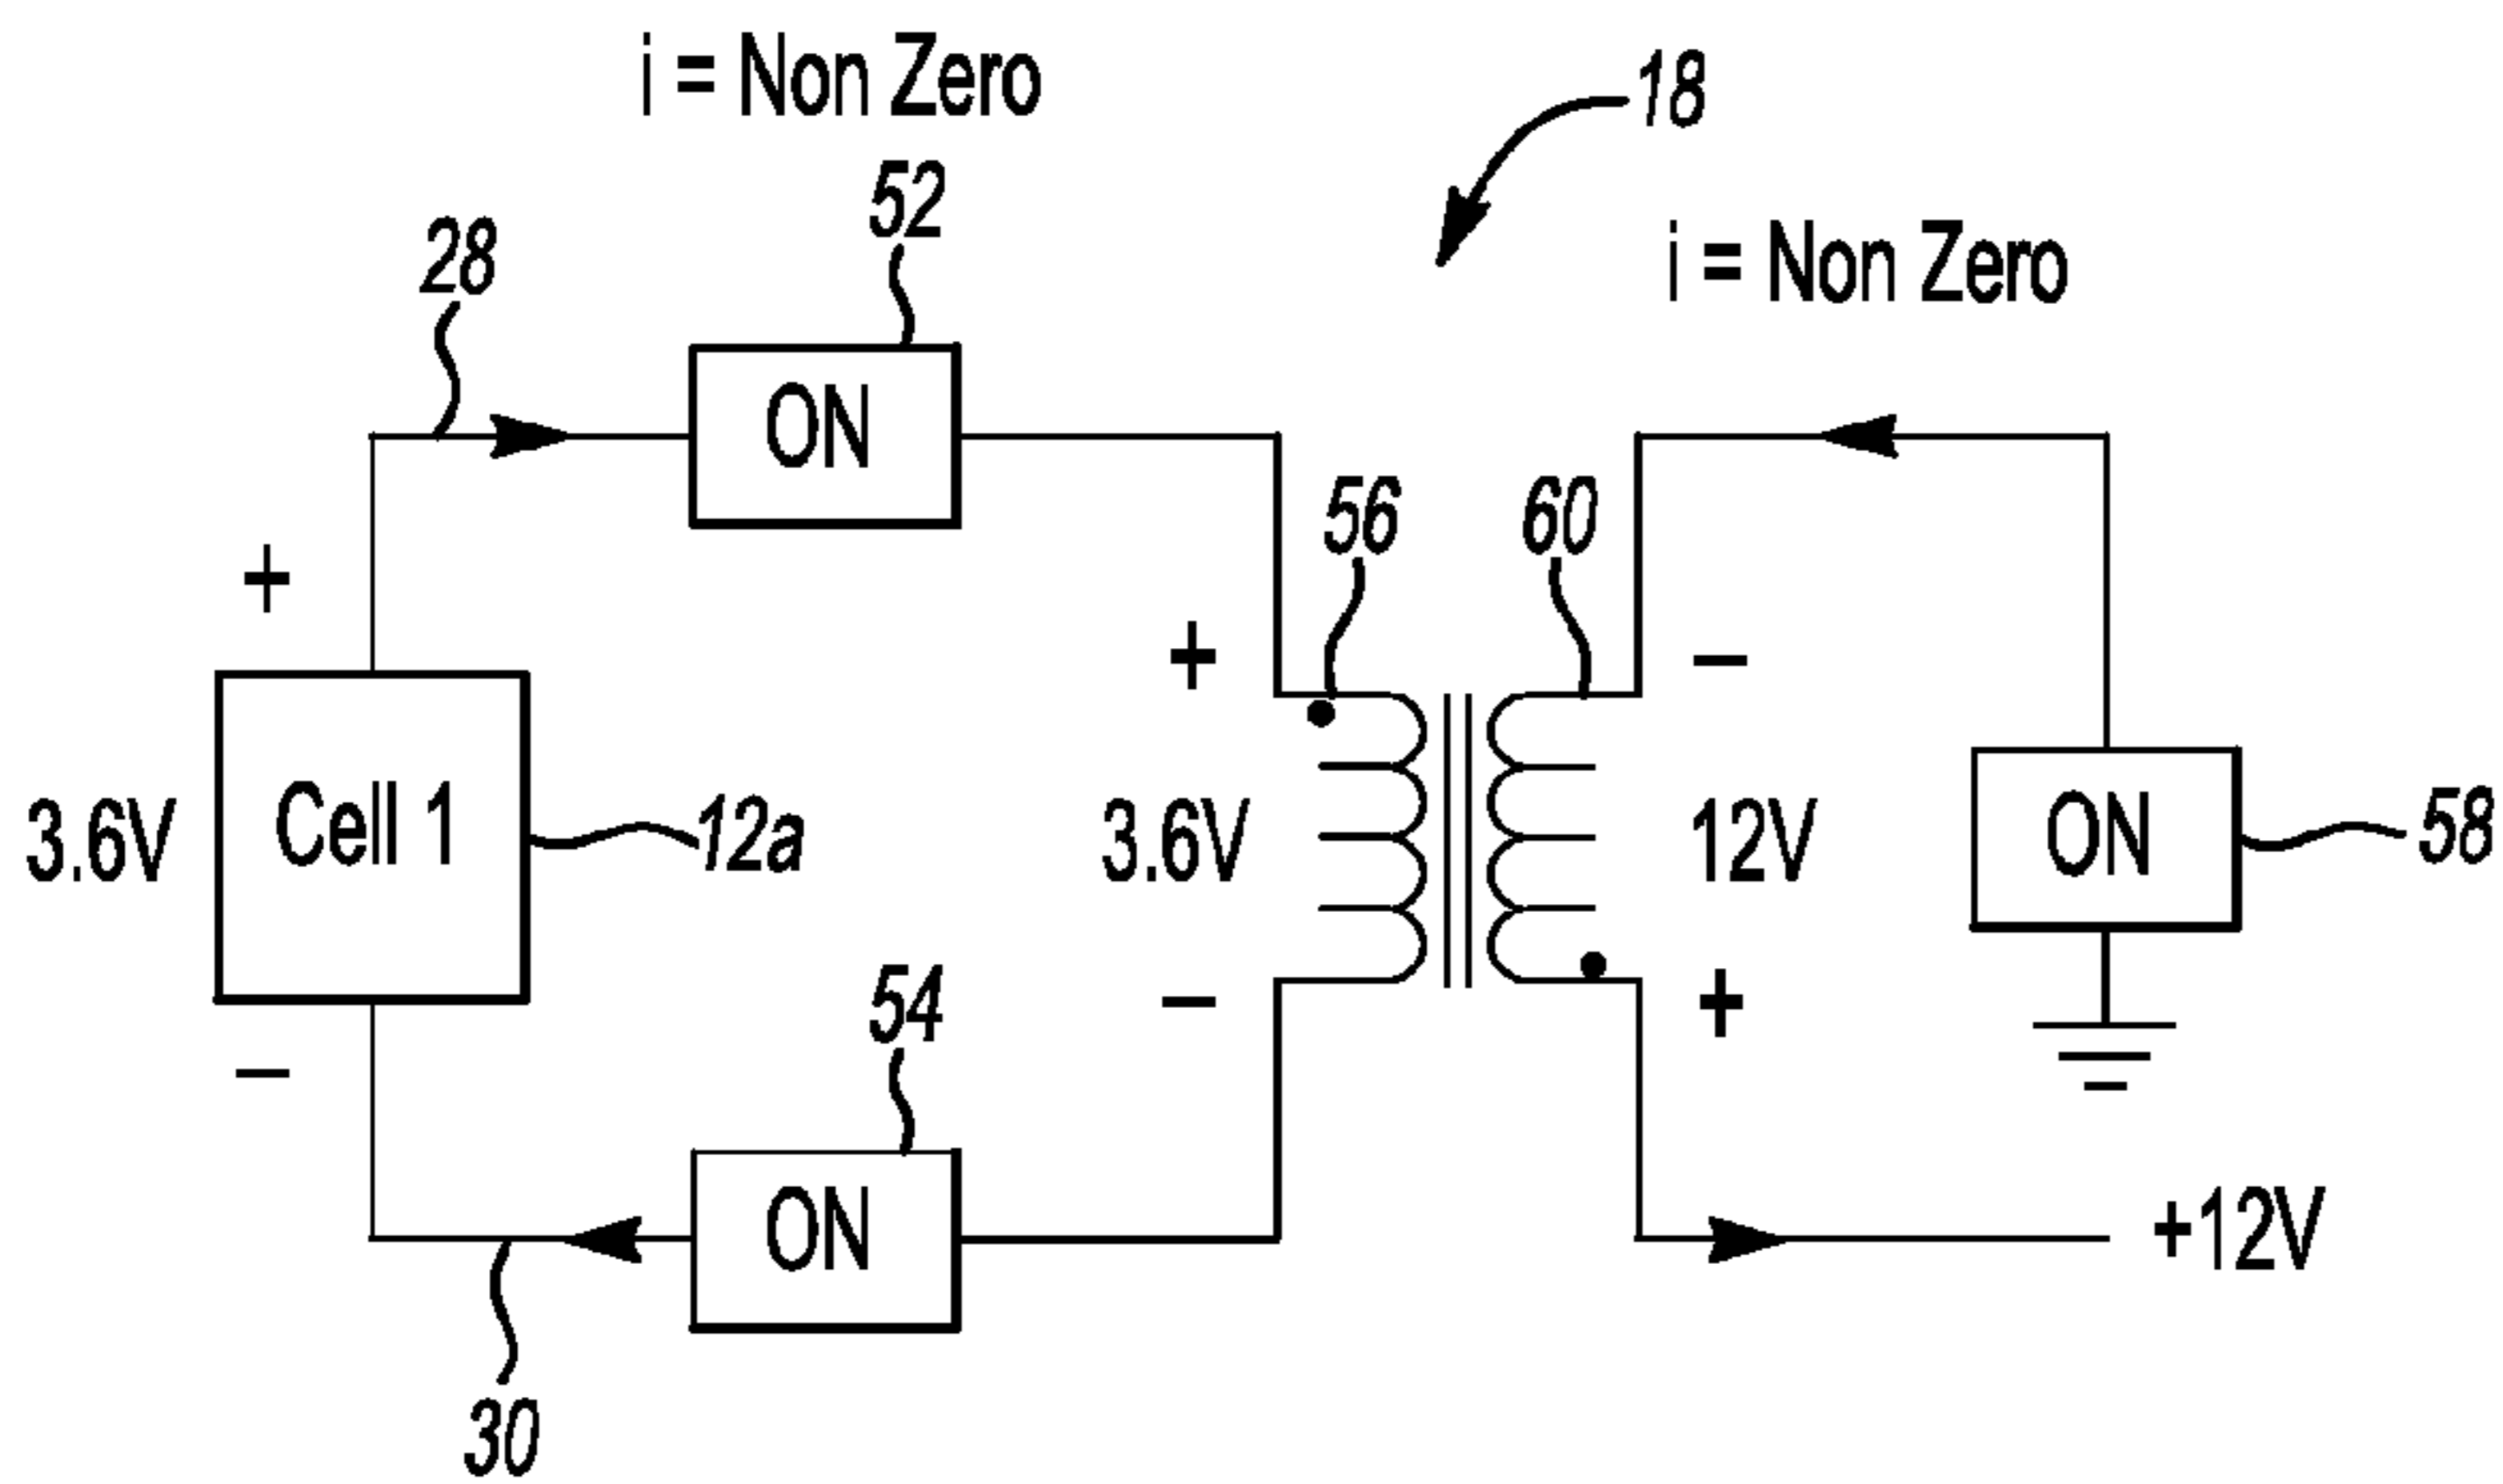 i = Non Zero
18
52
28
i = Non Zero
ON
56
60
+
+
−
Cell 1
12a
3.6V
3.6V
12V
ON
58
54
−
+
−
ON
+12V
30